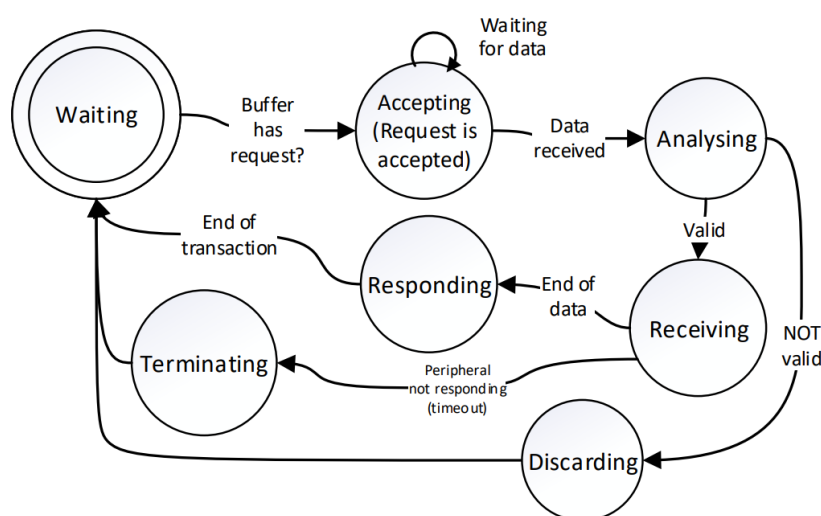 Waiting
Buffer
has
request?
Accepting
(Request is
accepted)
Waiting
for data
Data
received
Analysing
Valid
NOT
valid
Receiving
End of
data
Responding
End of
transaction
Peripheral
not responding
(timeout)
Terminating
Discarding